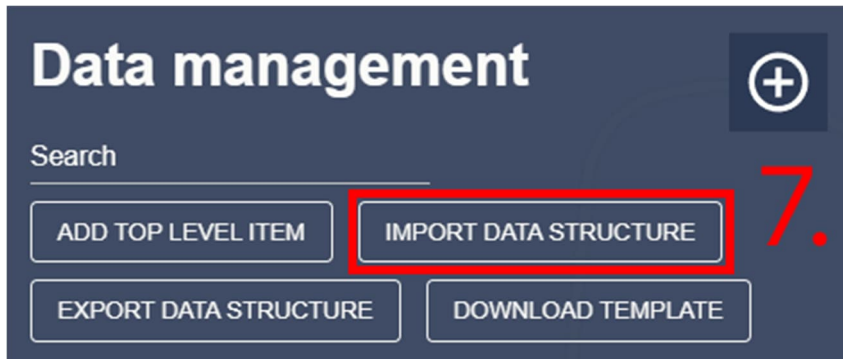 Data management
Search
ADD TOP LEVEL ITEM IMPORT DATA STRUCTURE 7.
EXPORT DATA STRUCTURE DOWNLOAD TEMPLATE